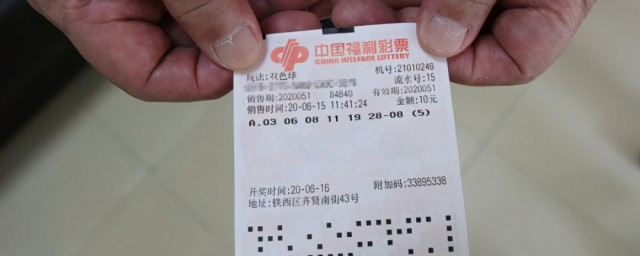 中国福利彩票
CHINA WELFARE LOTTERY
玩法:双色球 机号:21010246
流水号:15
销售期:2020051 84B40 有效期:2020051
销售时间:20-06-15 11:41:24 金额:10元
A.03 06 08 11 19 28-08 (5)
开奖时间:20-06-16 附加码:33895338
地址:铁西区齐贤南街43号